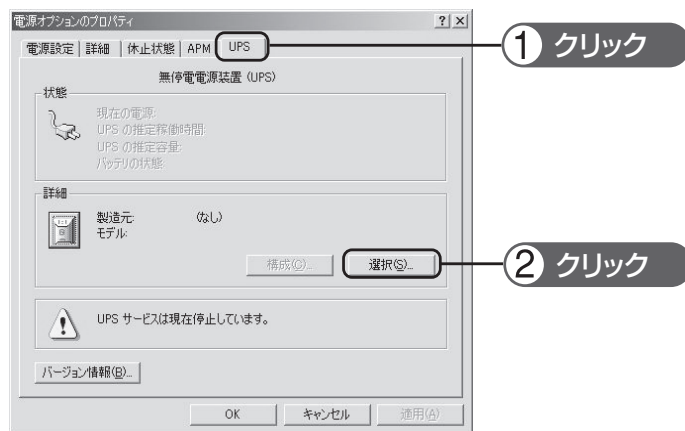 電源オプションのプロパティ
電源設定 詳細 休止状態 APM UPS
① クリック
無停電電源装置 (UPS)
状態
現在の電源:
UPS の推定稼働時間:
UPS の推定容量:
バッテリの状態:
詳細
製造元: (なし)
モデル:
構成(C)... 選択(S)...
② クリック
UPS サービスは現在停止しています。
バージョン情報(B)...
OK キャンセル 適用(A)